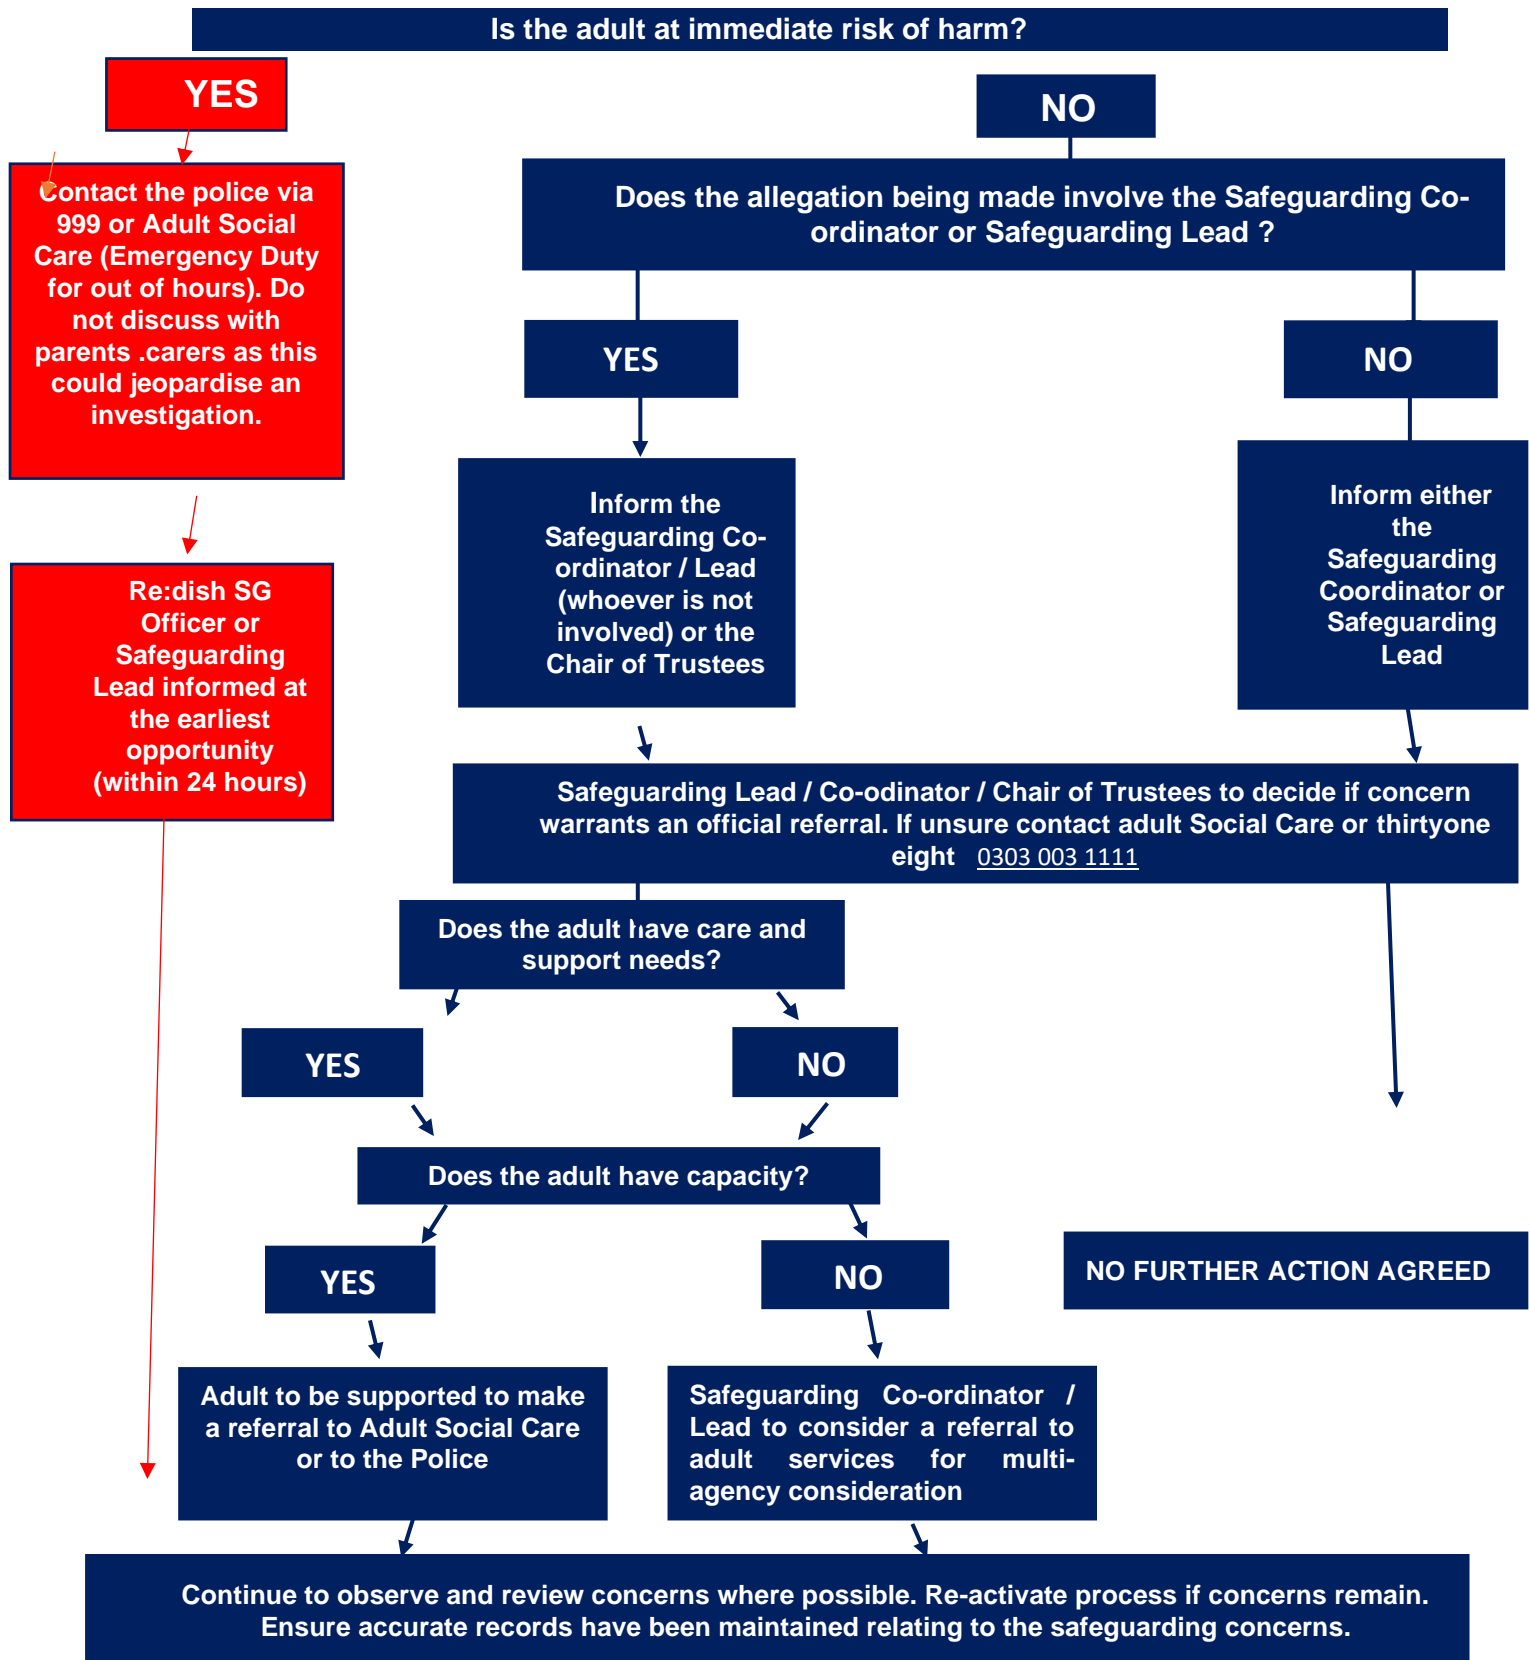 Is the adult at immediate risk of harm?
YES
NO
Contact the police via
999 or Adult Social
Care (Emergency Duty
for out of hours). Do
not discuss with
parents .carers as this
could jeopardise an
investigation.
Does the allegation being made involve the Safeguarding Co-
ordinator or Safeguarding Lead ?
YES
NO
Inform the
Safeguarding Co-
ordinator / Lead
(whoever is not
involved) or the
Chair of Trustees
Inform either
the
Safeguarding
Coordinator or
Safeguarding
Lead
Re:dish SG
Officer or
Safeguarding
Lead informed at
the earliest
opportunity
(within 24 hours)
Safeguarding Lead / Co-odinator / Chair of Trustees to decide if concern
warrants an official referral. If unsure contact adult Social Care or thirtyone
eight 0303 003 1111
Does the adult have care and
support needs?
YES
NO
Does the adult have capacity?
YES
NO
NO FURTHER ACTION AGREED
Adult to be supported to make
a referral to Adult Social Care
or to the Police
Safeguarding Co-ordinator /
Lead to consider a referral to
adult services for multi-
agency consideration
Continue to observe and review concerns where possible. Re-activate process if concerns remain.
Ensure accurate records have been maintained relating to the safeguarding concerns.